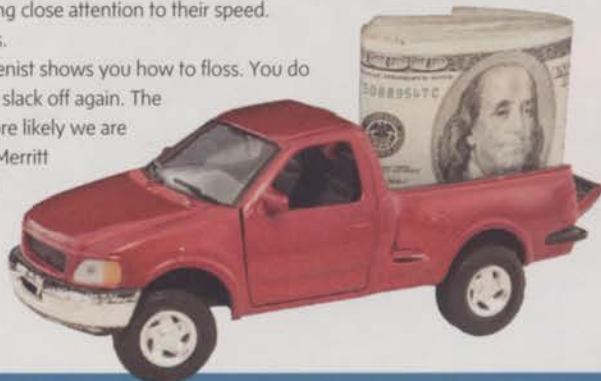 ng close attention to their speed.
s.
enist shows you how to floss. You do
slack off again. The
re likely we are
Merritt